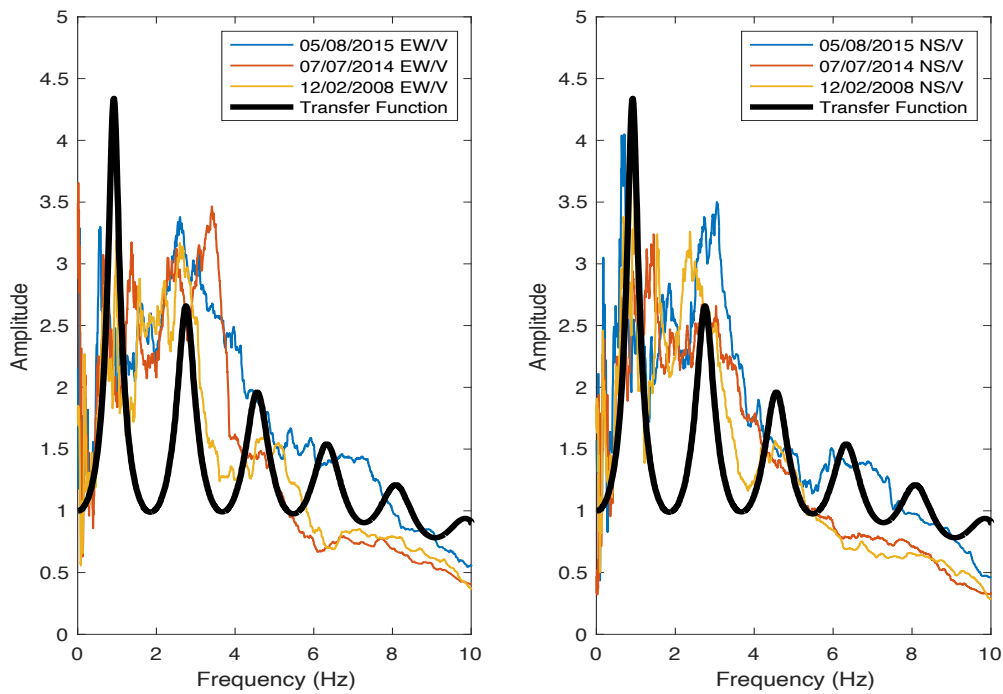 05/08/2015 EW/V
07/07/2014 EW/V
12/02/2008 EW/V
Transfer Function
5
4.5
4
3.5
3
2.5
2
1.5
1
0.5
0
Amplitude
0 2 4 6 8 10
Frequency (Hz)
05/08/2015 NS/V
07/07/2014 NS/V
12/02/2008 NS/V
Transfer Function
5
4.5
4
3.5
3
2.5
2
1.5
1
0.5
0
Amplitude
0 2 4 6 8 10
Frequency (Hz)